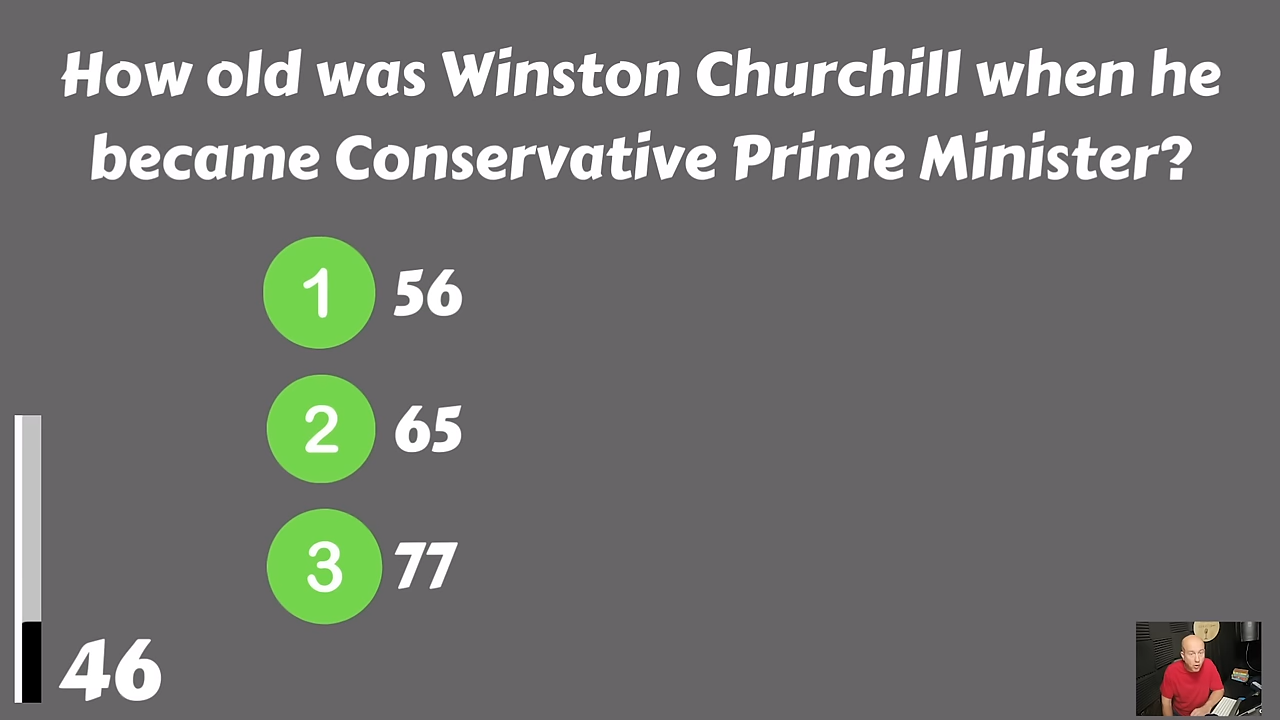 How old was Winston Churchill when he
became Conservative Prime Minister?
1 56
2 65
3 77
46